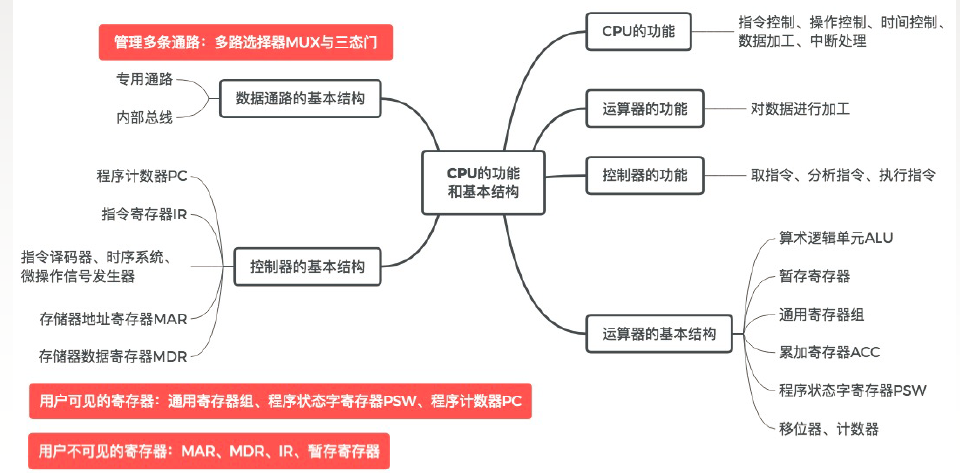 管理多条通路：多路选择器MUX与三态门
专用通路
内部总线
数据通路的基本结构
程序计数器PC
指令寄存器IR
指令译码器、时序系统、
微操作信号发生器
存储器地址寄存器MAR
存储器数据寄存器MDR
控制器的基本结构
用户可见的寄存器：通用寄存器组、程序状态字寄存器PSW、程序计数器PC
用户不可见的寄存器：MAR、MDR、IR、暂存寄存器
CPU的功能
和基本结构
CPU的功能
指令控制、操作控制、时间控制、
数据加工、中断处理
运算器的功能
对数据进行加工
控制器的功能
取指令、分析指令、执行指令
运算器的基本结构
算术逻辑单元ALU
暂存寄存器
通用寄存器组
累加寄存器ACC
程序状态字寄存器PSW
移位器、计数器